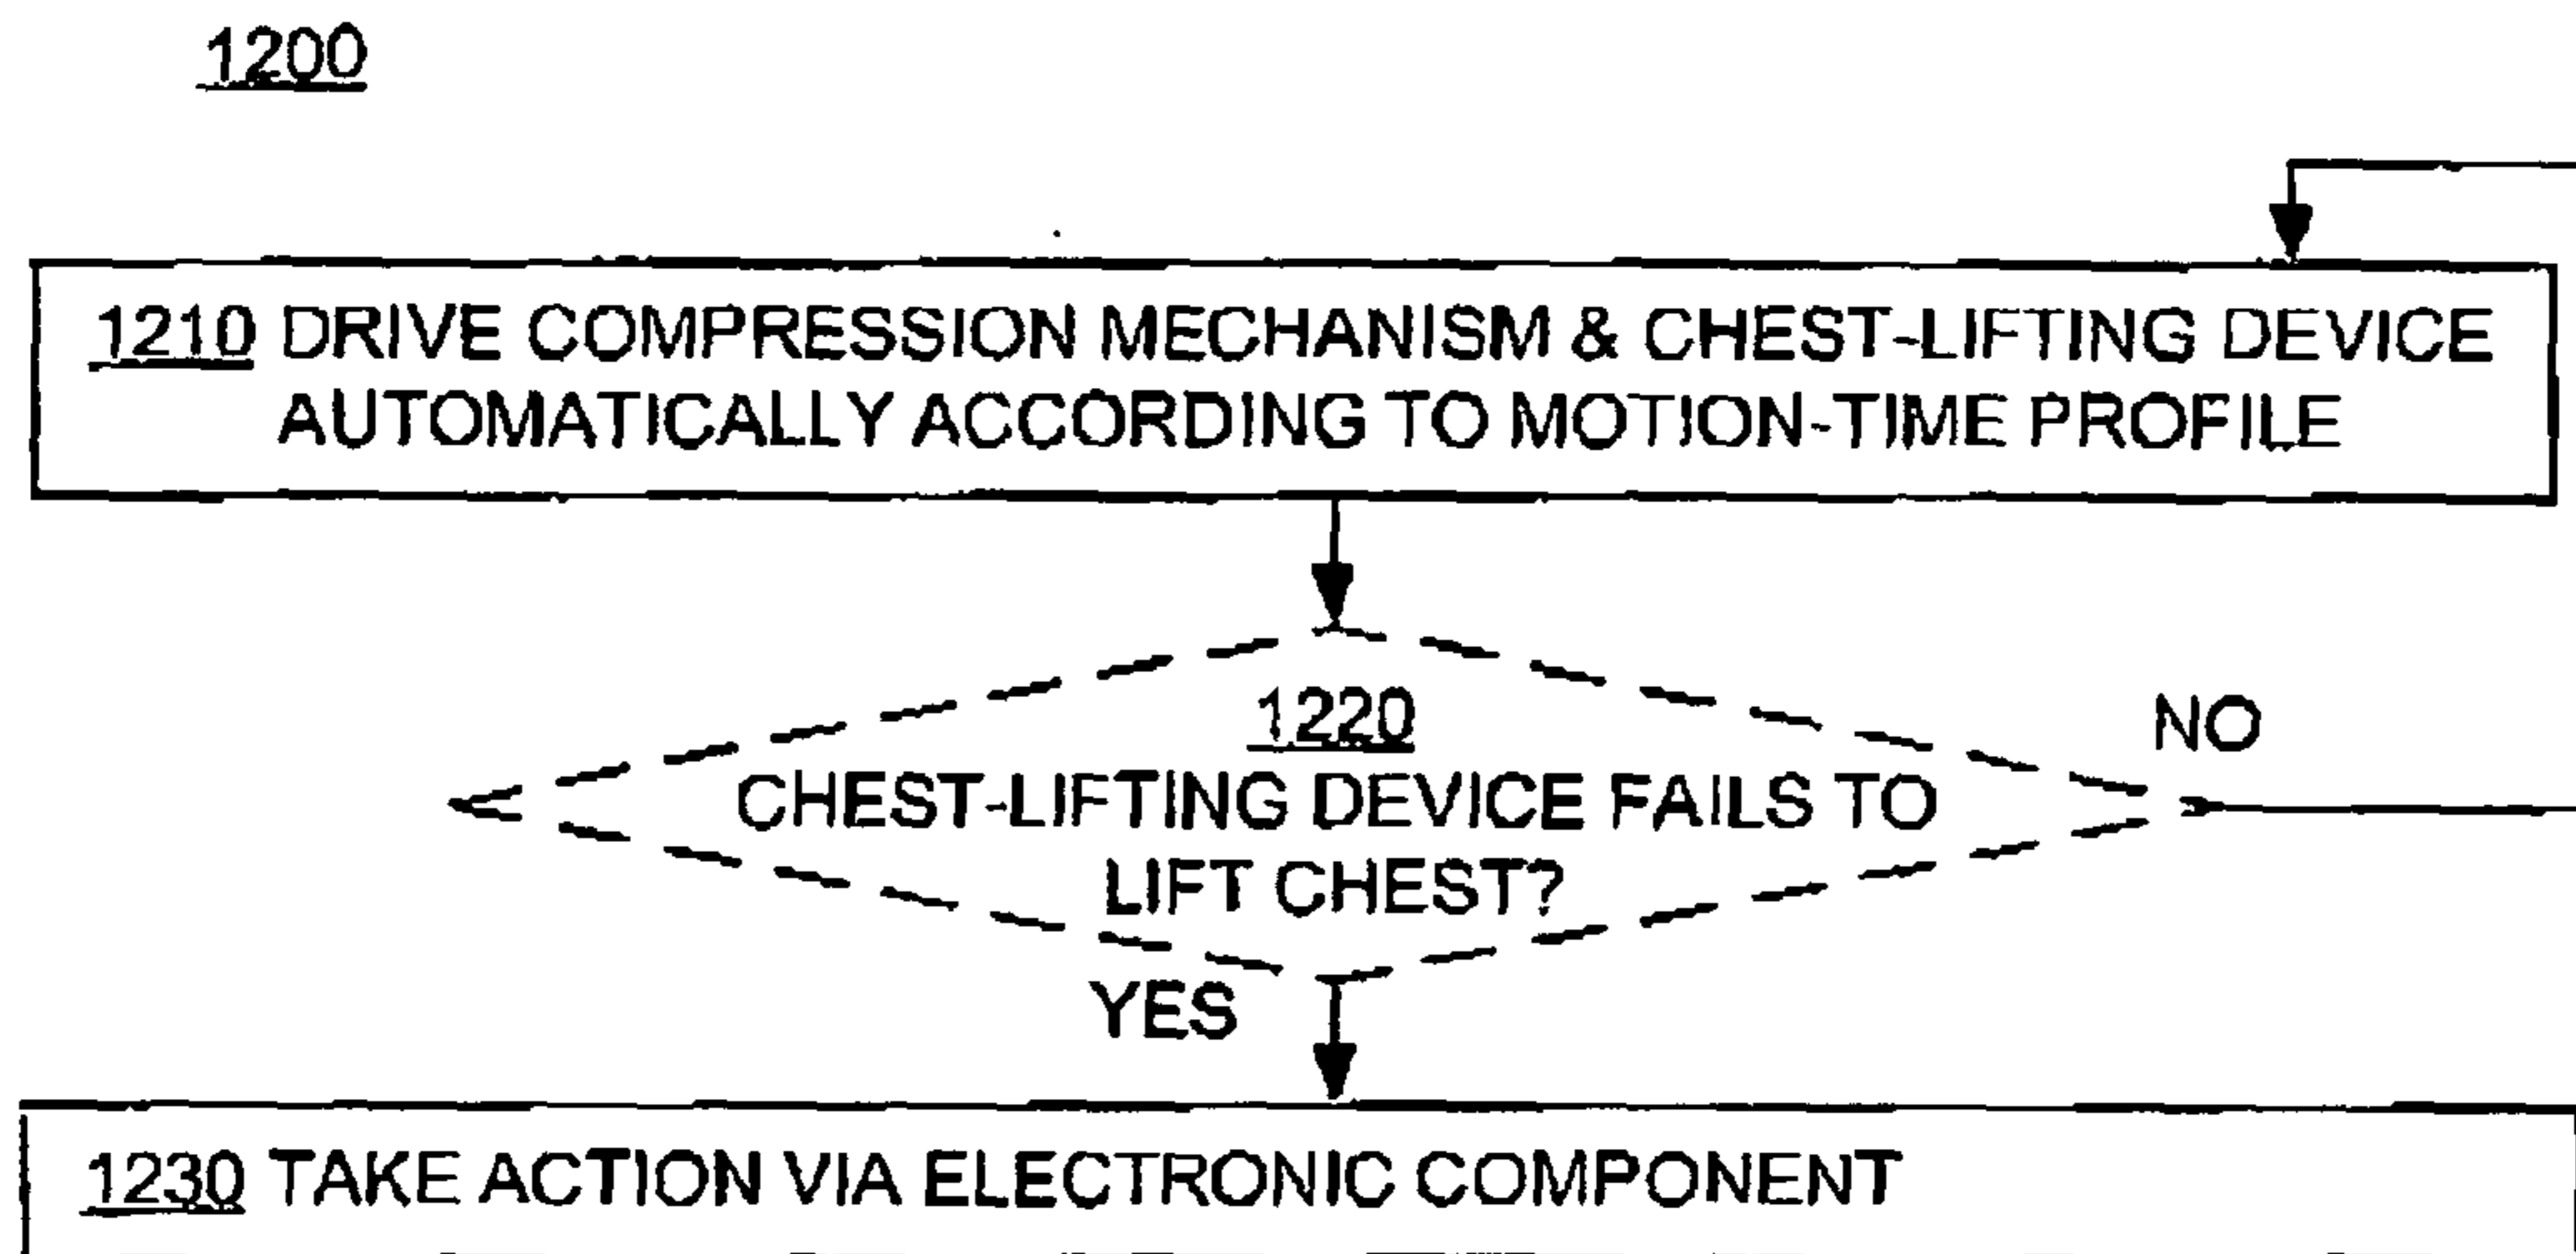 1200
1210 DRIVE COMPRESSION MECHANISM & CHEST-LIFTING DEVICE
AUTOMATICALLY ACCORDING TO MOTION-TIME PROFILE
1220
NO
CHEST-LIFTING DEVICE FAILS TO
LIFT CHEST?
YES
1230 TAKE ACTION VIA ELECTRONIC COMPONENT